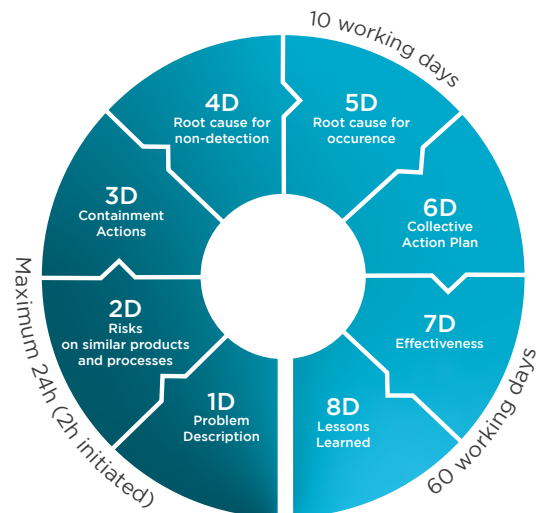 10 working days
4D
Root cause for
non-detection
5D
Root cause for
occurence
3D
Containment
Actions
6D
Collective
Action Plan
2D
Risks
on similar products
and processes
7D
Effectiveness
1D
Problem
Description
8D
Lessons
Learned
Maximum 24h (2h initiated)
60 working days